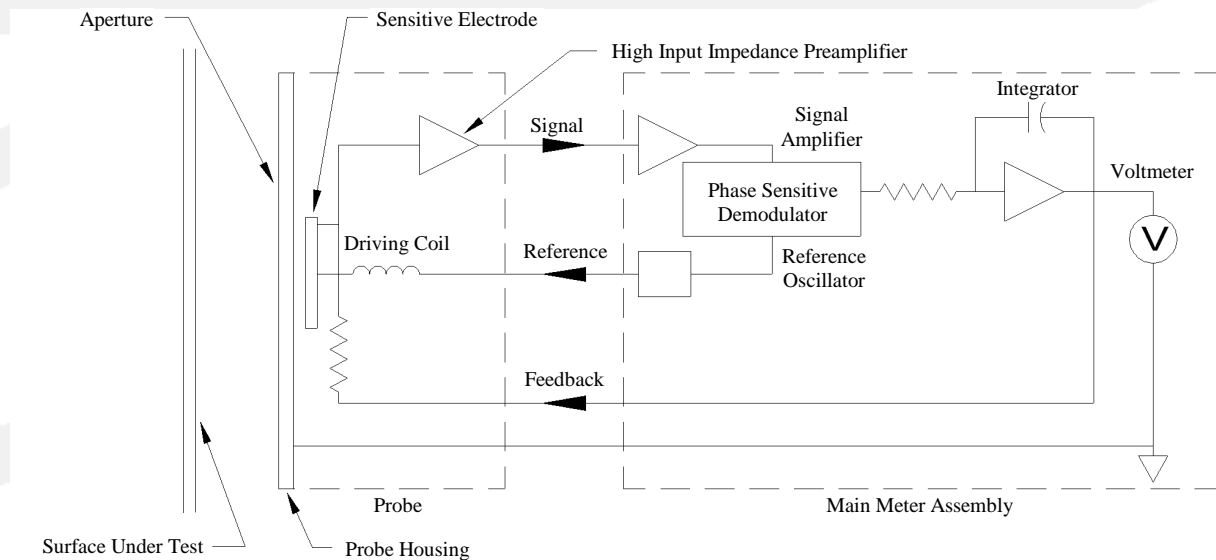 Aperture
Sensitive Electrode
High Input Impedance Preamplifier
Integrator
Signal
Signal
Amplifier
Voltmeter
Phase Sensitive
Demodulator
V
Driving Coil
Reference
Reference
Oscillator
Feedback
Probe
Main Meter Assembly
Surface Under Test
Probe Housing